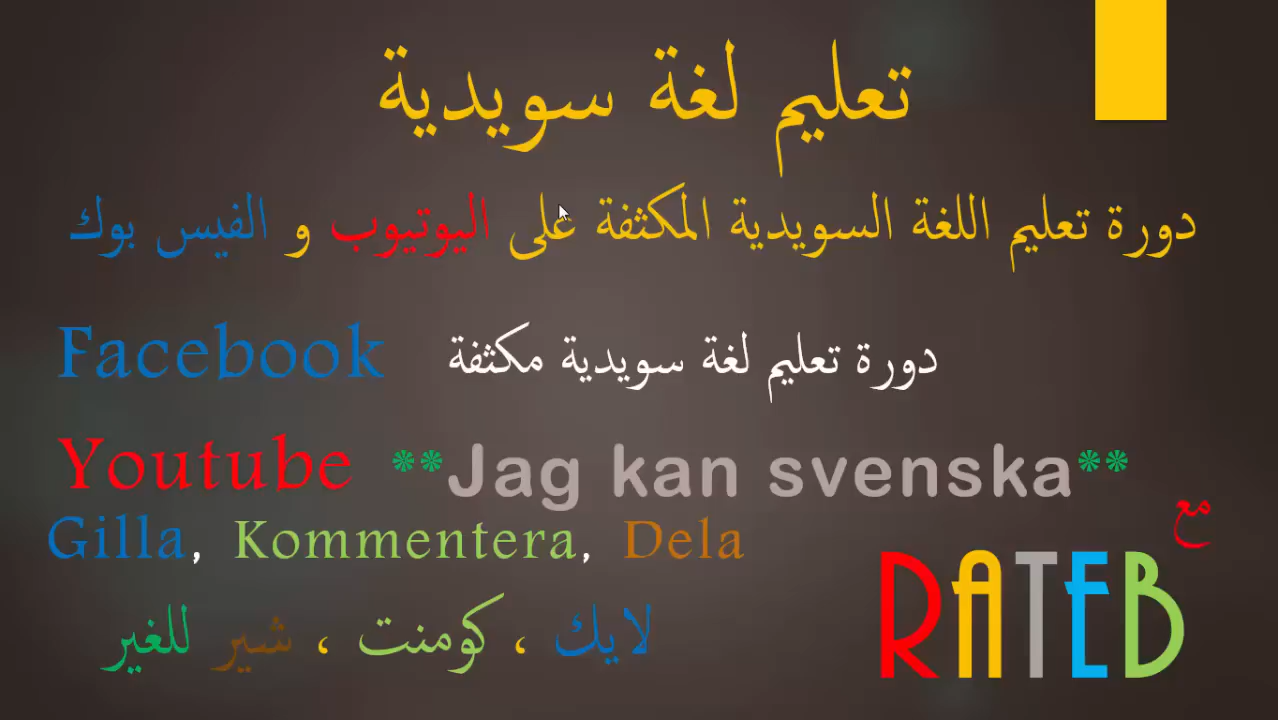 تعليم لغة سويدية
دورة تعليم اللغة السويدية المكثفة على اليوتيوب و الفيس بوك
Facebook دورة تعليم لغة سويدية مكثفة
Youtube **Jag kan svenska**
Gilla, Kommentera, Dela
مع
RATEB
لايك ، كومنت ، شير للغير